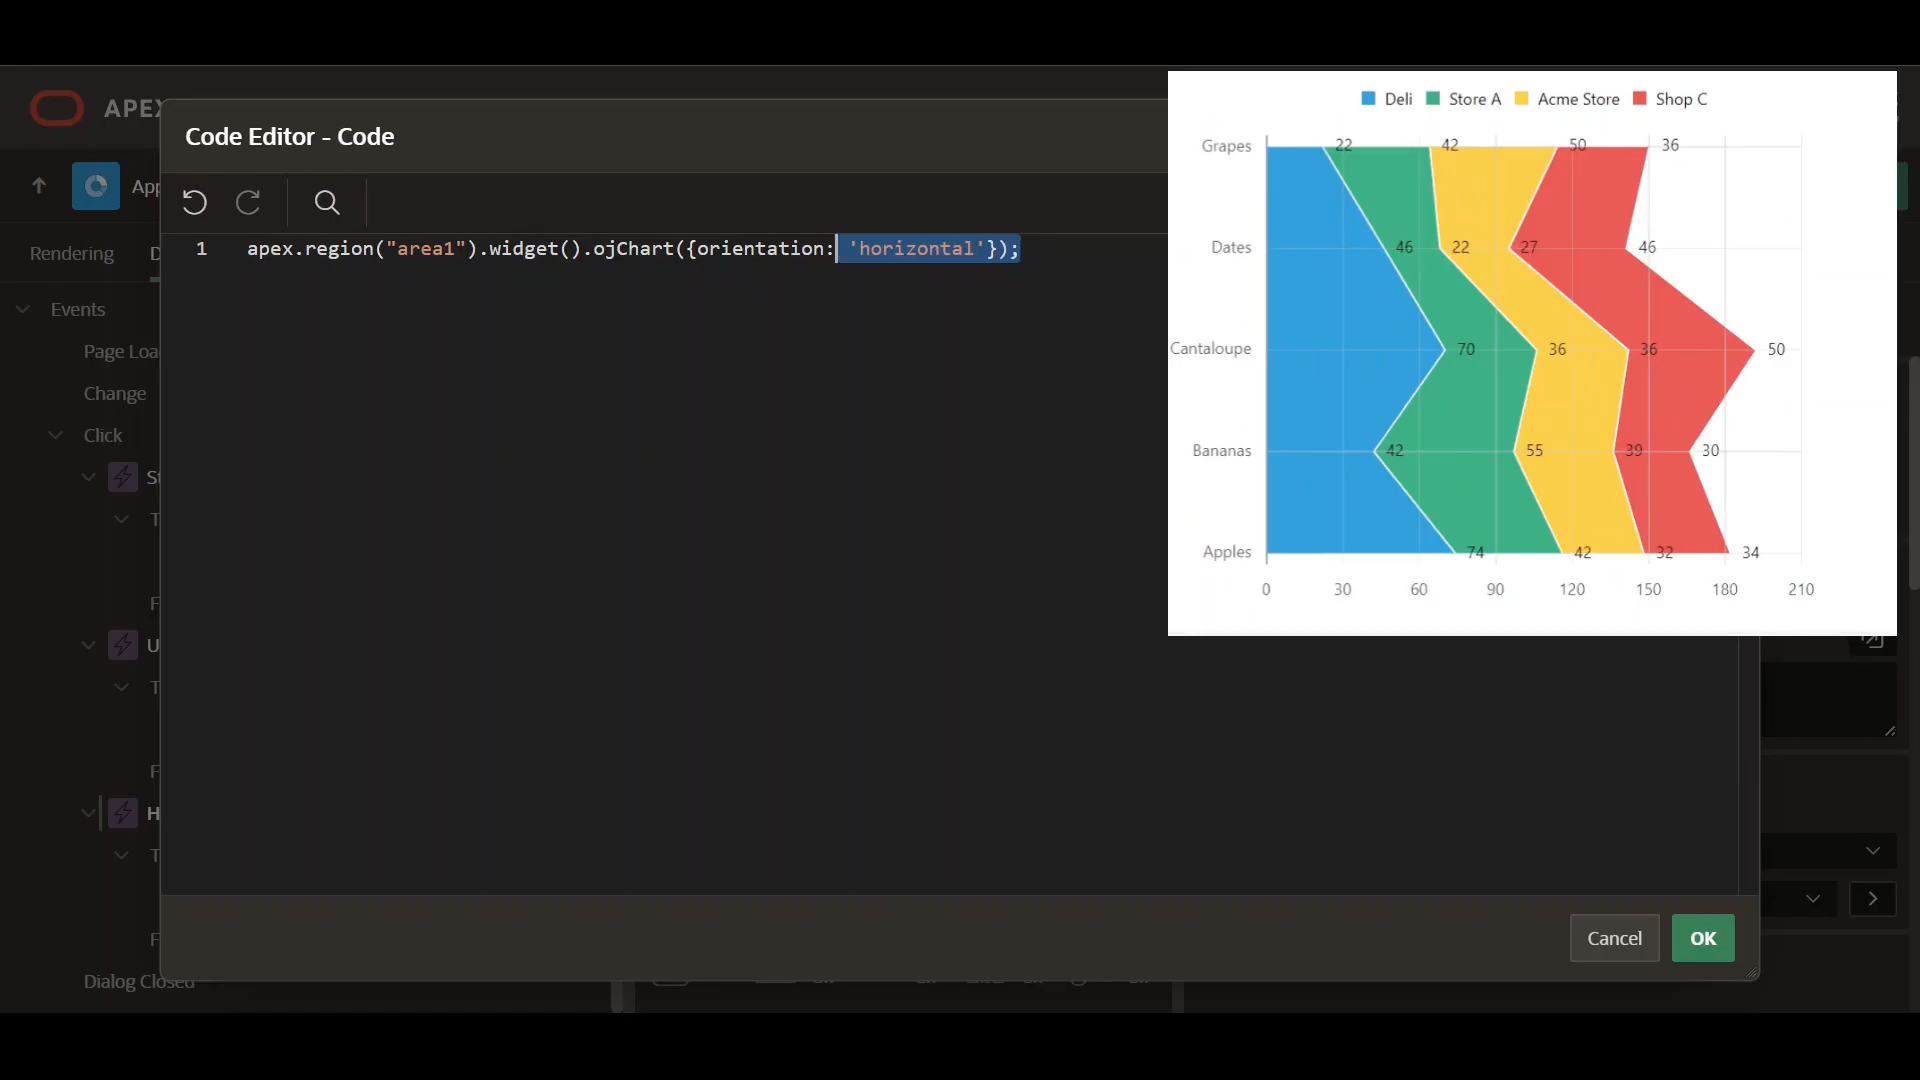 APEX
Code Editor - Code
App
1 apex.region("area1").widget().ojChart({orientation: 'horizontal'});
Rendering
Events
Page Loa
Change
Click
St
T
F
U
T
F
H
T
F
Dialog Closed
Deli Store A Acme Store Shop C
Grapes 22 42 50 36
Dates 46 22 27 46
Cantaloupe 70 36 36 50
Bananas 42 55 39 30
Apples 74 42 32 34
0 30 60 90 120 150 180 210
Cancel OK